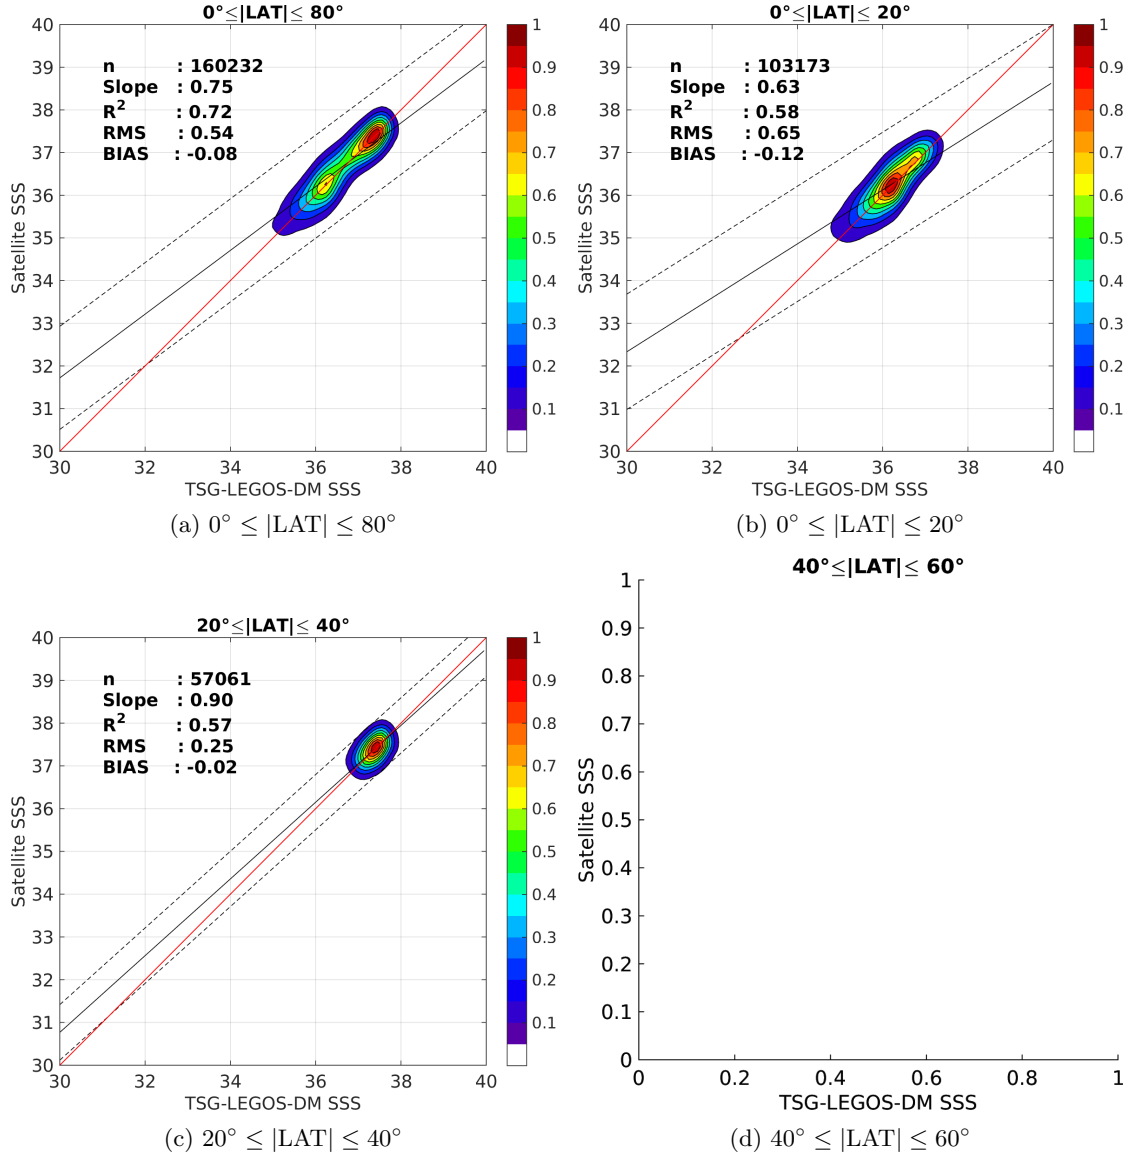 0°≤|LAT|≤ 80°
40
39
38
37
36
35
34
33
32
31
30
n : 160232
Slope : 0.75
R2 : 0.72
RMS : 0.54
BIAS : -0.08
Satellite SSS
30 32 34 36 38 40
TSG-LEGOS-DM SSS
1
0.9
0.8
0.7
0.6
0.5
0.4
0.3
0.2
0.1
(a) 0° ≤ |LAT| ≤ 80°
0°≤|LAT|≤ 20°
40
39
38
37
36
35
34
33
32
31
30
n : 103173
Slope : 0.63
R2 : 0.58
RMS : 0.65
BIAS : -0.12
Satellite SSS
30 32 34 36 38 40
TSG-LEGOS-DM SSS
1
0.9
0.8
0.7
0.6
0.5
0.4
0.3
0.2
0.1
(b) 0° ≤ |LAT| ≤ 20°
20°≤|LAT|≤ 40°
40
39
38
37
36
35
34
33
32
31
30
n : 57061
Slope : 0.90
R2 : 0.57
RMS : 0.25
BIAS : -0.02
Satellite SSS
30 32 34 36 38 40
TSG-LEGOS-DM SSS
1
0.9
0.8
0.7
0.6
0.5
0.4
0.3
0.2
0.1
(c) 20° ≤ |LAT| ≤ 40°
40°≤|LAT|≤ 60°
1
0.9
0.8
0.7
0.6
0.5
0.4
0.3
0.2
0.1
0
Satellite SSS
0 0.2 0.4 0.6 0.8 1
TSG-LEGOS-DM SSS
(d) 40° ≤ |LAT| ≤ 60°